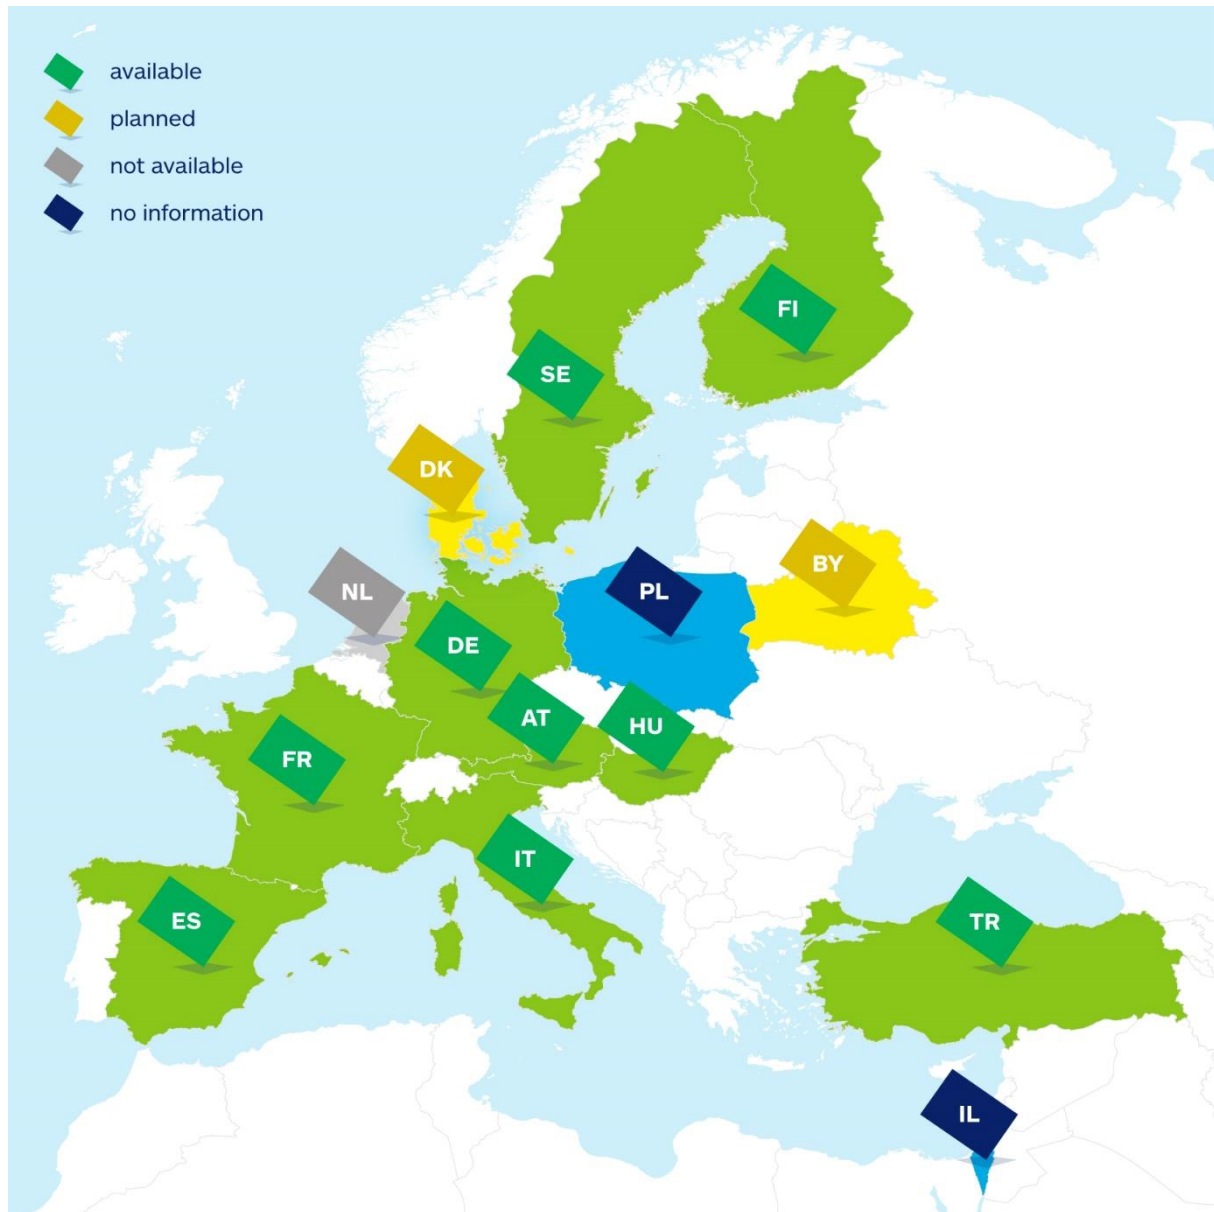 available
planned
not available
no information
FI
SE
DK
BY
NL
PL
DE
AT
HU
FR
IT
ES
TR
IL